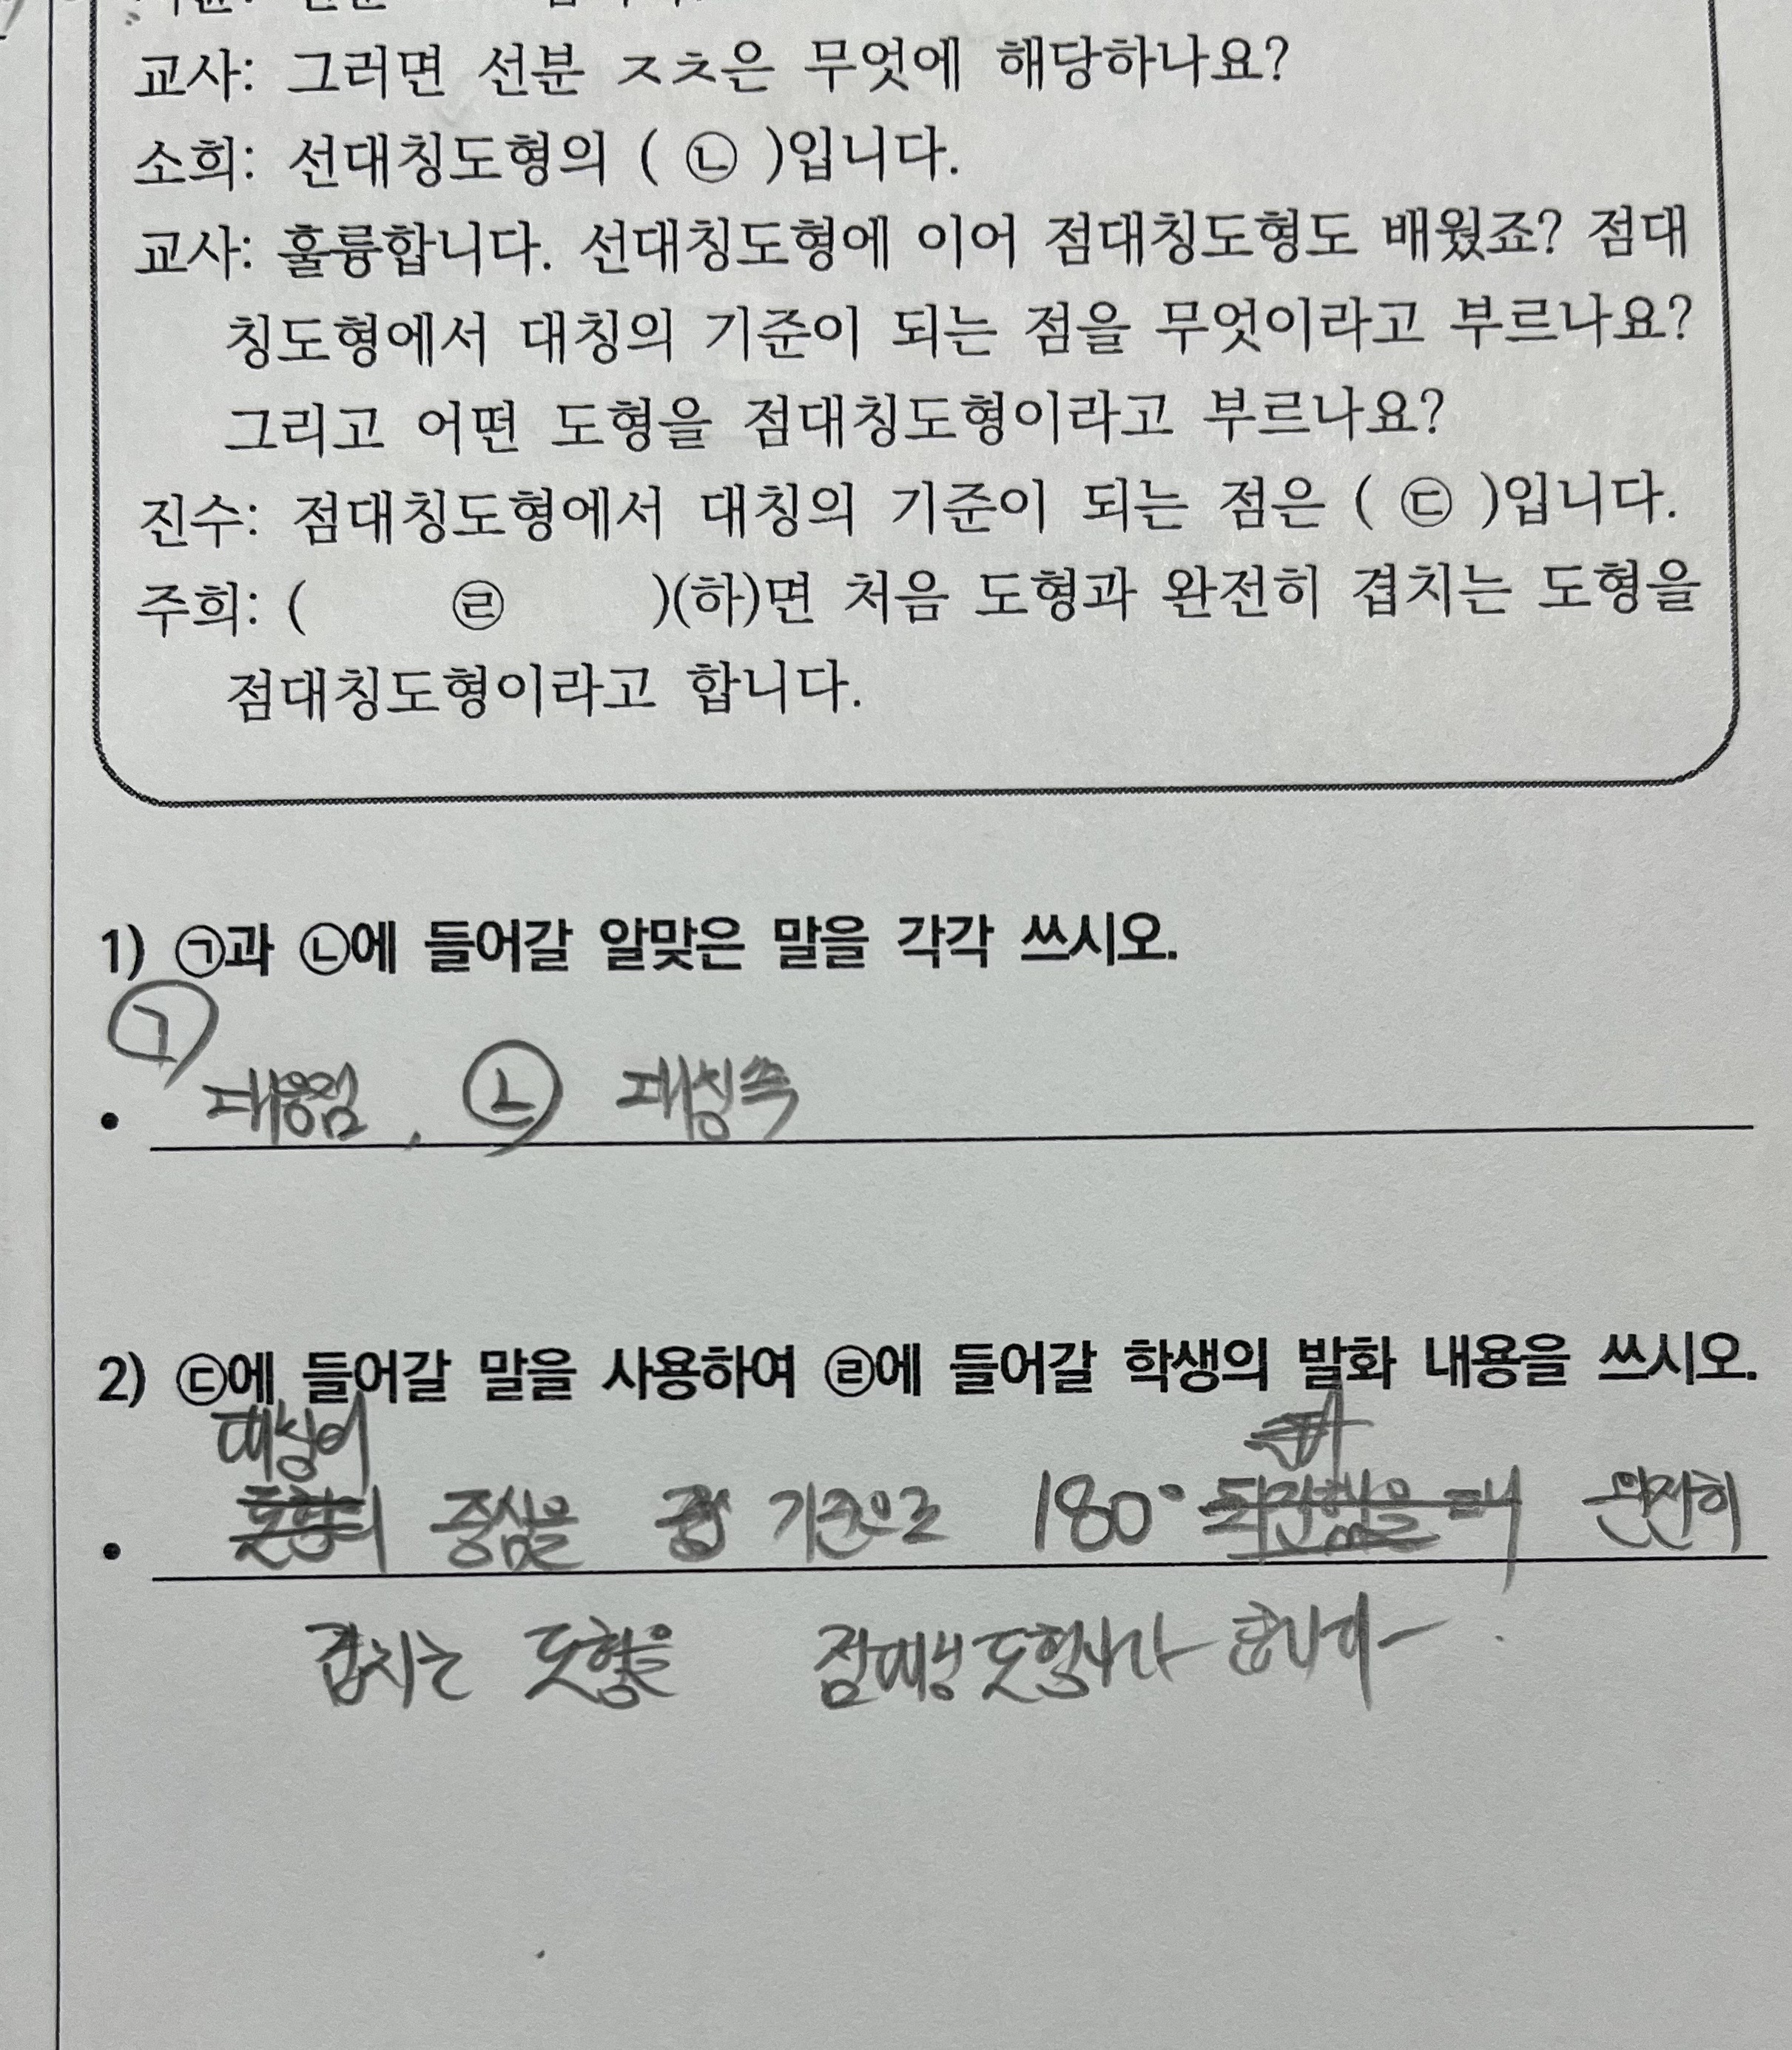 교사: 그러면 선분 ㅈㅊ은 무엇에 해당하나요?
소희: 선대칭도형의 ( ㉡ )입니다.
교사: 훌륭합니다. 선대칭도형에 이어 점대칭도형도 배웠죠? 점대
칭도형에서 대칭의 기준이 되는 점을 무엇이라고 부르나요?
그리고 어떤 도형을 점대칭도형이라고 부르나요?
진수: 점대칭도형에서 대칭의 기준이 되는 점은 ( ㉢ )입니다.
주희: ( ㉣ )(하)면 처음 도형과 완전히 겹치는 도형을
점대칭도형이라고 합니다.
1) ㉠과 ㉡에 들어갈 알맞은 말을 각각 쓰시오.
㉠
• 대응점, ㉡ 대칭축
2) ㉢에 들어갈 말을 사용하여 ㉣에 들어갈 학생의 발화 내용을 쓰시오.
대칭의
• 중심을 기준으로 180° 완전히
겹치는 도형을 점대칭도형이라 합니다.